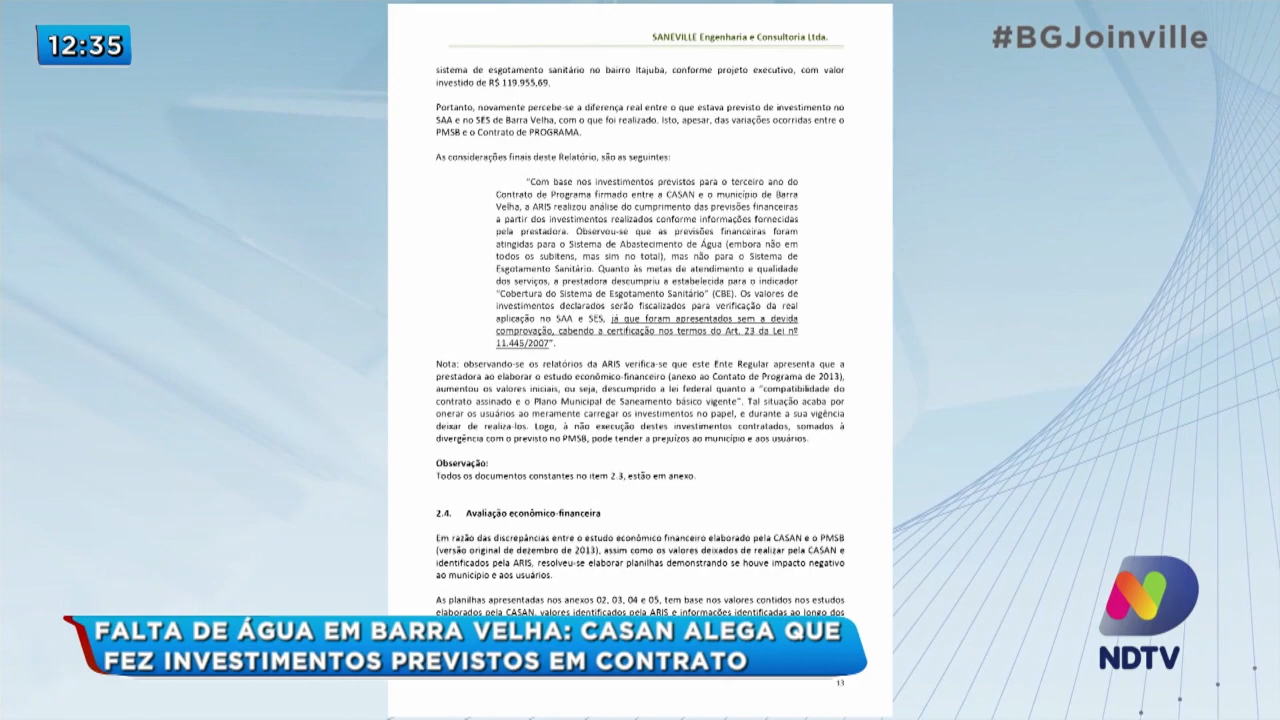 12:35
#BGJoinville
SANEVILLE Engenharia e Consultoria Ltda.
sistema de esgotamento sanitário no bairro Itajuba, conforme projeto executivo, com valor
investido de R$ 119.955,69.
Portanto, novamente percebe-se a diferença real entre o que estava previsto de investimento no
SAA e no SES de Barra Velha, com o que foi realizado. Isto, apesar, das variações ocorridas entre o
PMSB e o Contrato de PROGRAMA.
As considerações finais deste Relatório, são as seguintes:
"Com base nos investimentos previstos para o terceiro ano do
Contrato de Programa firmado entre a CASAN e o município de Barra
Velha, a ARIS realizou análise do cumprimento das previsões financeiras
a partir dos investimentos realizados conforme informações fornecidas
pela prestadora. Observou-se que as previsões financeiras foram
atingidas para o Sistema de Abastecimento de Água (embora não em
todos os subitens, mas sim no total), mas não para o Sistema de
Esgotamento Sanitário. Quanto às metas de atendimento e qualidade
dos serviços, a prestadora descumpriu a estabelecida para o indicador
"Cobertura do Sistema de Esgotamento Sanitário" (CBE). Os valores de
investimentos declarados serão fiscalizados para verificação da real
aplicação no SAA e SES, já que foram apresentados sem a devida
comprovação, cabendo a certificação nos termos do Art. 23 da Lei nº
11.445/2007".
Nota: observando-se os relatórios da ARIS verifica-se que este Ente Regular apresenta que a
prestadora ao elaborar o estudo econômico-financeiro (anexo ao Contato de Programa de 2013),
aumentou os valores iniciais, ou seja, descumprido a lei federal quanto a "compatibilidade do
contrato assinado e o Plano Municipal de Saneamento básico vigente". Tal situação acaba por
onerar os usuários ao meramente carregar os investimentos no papel, e durante a sua vigência
deixar de realiza-los. Logo, à não execução destes investimentos contratados, somados à
divergência com o previsto no PMSB, pode tender a prejuízos ao município e aos usuários.
Observação:
Todos os documentos constantes no item 2.3, estão em anexo.
2.4. Avaliação econômico-financeira
Em razão das discrepâncias entre o estudo econômico financeiro elaborado pela CASAN e o PMSB
(versão original de dezembro de 2013), assim como os valores deixados de realizar pela CASAN e
identificados pela ARIS, resolveu-se elaborar planilhas demonstrando se houve impacto negativo
ao município e aos usuários.
As planilhas apresentadas nos anexos 02, 03, 04 e 05, tem base nos valores contidos nos estudos
elaborados pela CASAN, valores identificados pela ARIS e informações identificadas ao longo dos
FALTA DE ÁGUA EM BARRA VELHA: CASAN ALEGA QUE
FEZ INVESTIMENTOS PREVISTOS EM CONTRATO
NDTV
13